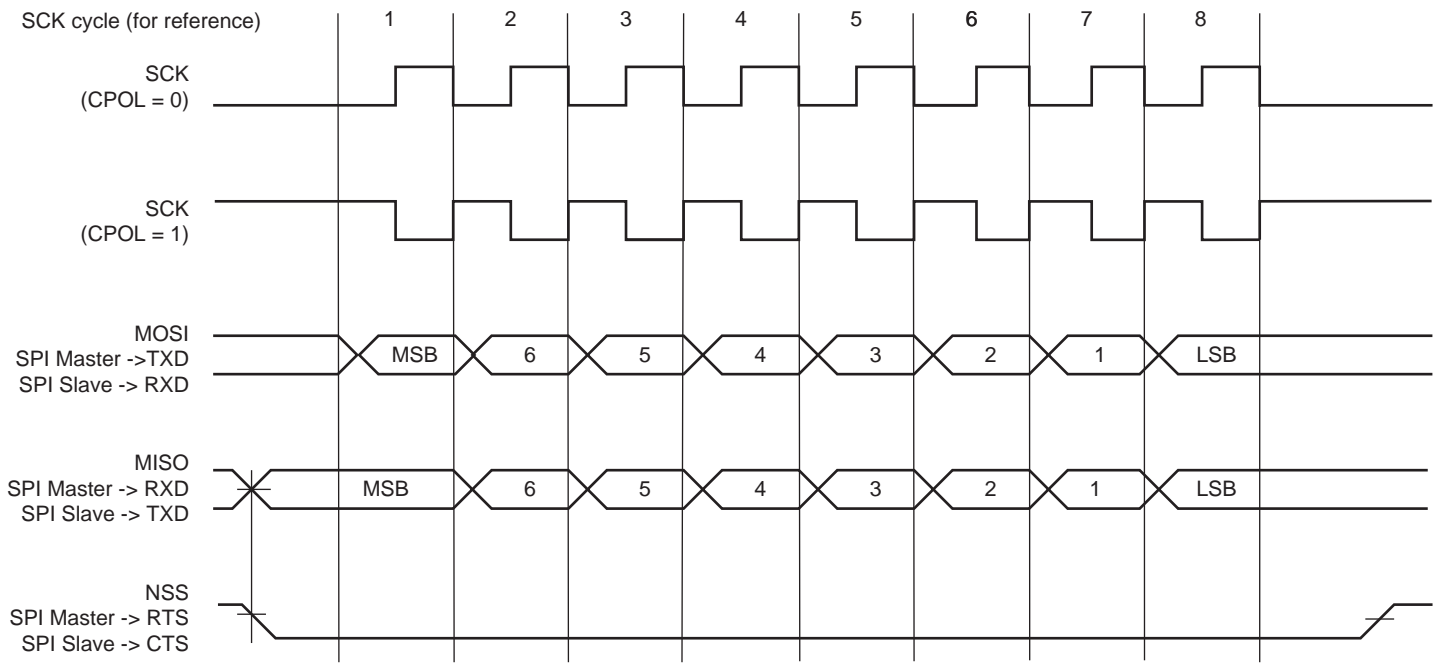 SCK cycle (for reference) 1 2 3 4 5 6 7 8
SCK
(CPOL = 0)
SCK
(CPOL = 1)
MOSI
SPI Master ->TXD
SPI Slave -> RXD
MSB 6 5 4 3 2 1 LSB
MISO
SPI Master -> RXD
SPI Slave -> TXD
MSB 6 5 4 3 2 1 LSB
NSS
SPI Master -> RTS
SPI Slave -> CTS